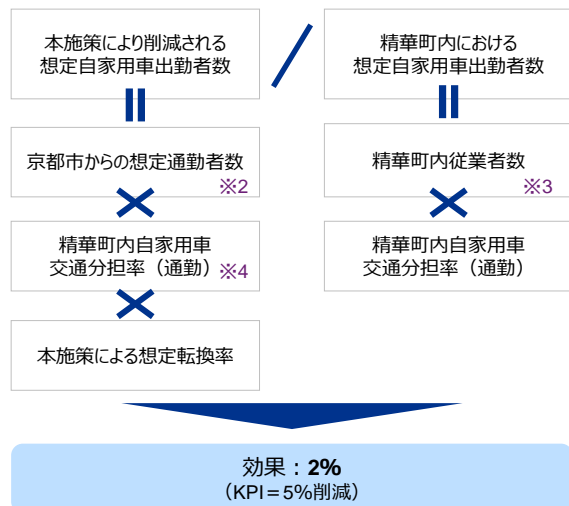 本施策により削減される
想定自家用車出勤者数
／
精華町内における
想定自家用車出勤者数
京都市からの想定通勤者数
※2
精華町内従業者数
※3
精華町内自家用車
交通分担率（通勤）※4
精華町内自家用車
交通分担率（通勤）
本施策による想定転換率
効果：2%
（KPI＝5%削減）